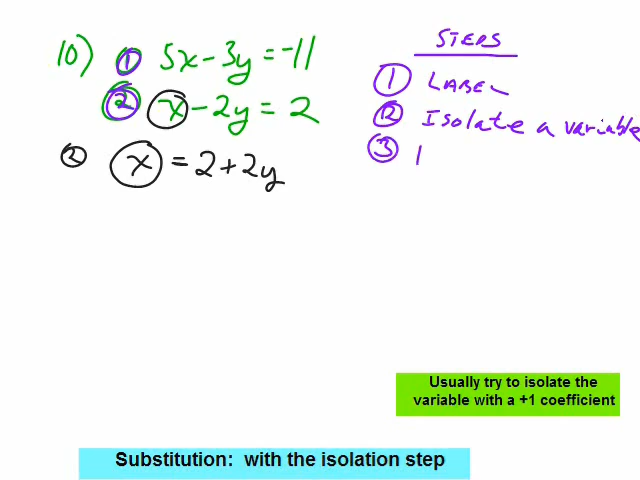 10) ① 5x - 3y = -11
② x - 2y = 2
② x = 2 + 2y
STEPS
① LABEL
② Isolate a variable
③
Usually try to isolate the
variable with a +1 coefficient
Substitution: with the isolation step